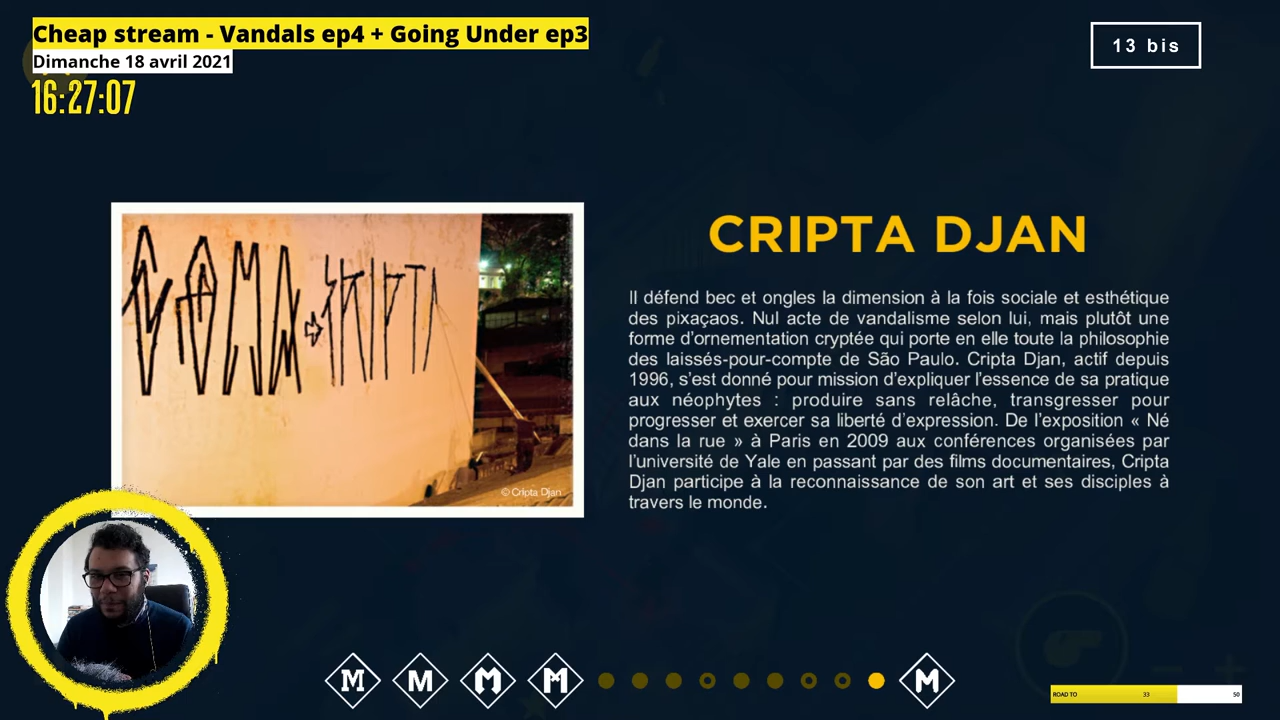 Cheap stream - Vandals ep4 + Going Under ep3
Dimanche 18 avril 2021
16:27:07
13 bis
CRIPTA DJAN
Il défend bec et ongles la dimension à la fois sociale et esthétique
des pixaçaos. Nul acte de vandalisme selon lui, mais plutôt une
forme d'ornementation cryptée qui porte en elle toute la philosophie
des laissés-pour-compte de São Paulo. Cripta Djan, actif depuis
1996, s'est donné pour mission d'expliquer l'essence de sa pratique
aux néophytes : produire sans relâche, transgresser pour
progresser et exercer sa liberté d'expression. De l'exposition « Né
dans la rue » à Paris en 2009 aux conférences organisées par
l'université de Yale en passant par des films documentaires, Cripta
Djan participe à la reconnaissance de son art et ses disciples à
travers le monde.
© Cripta Djan
M M M M M
ROAD TO 33 50